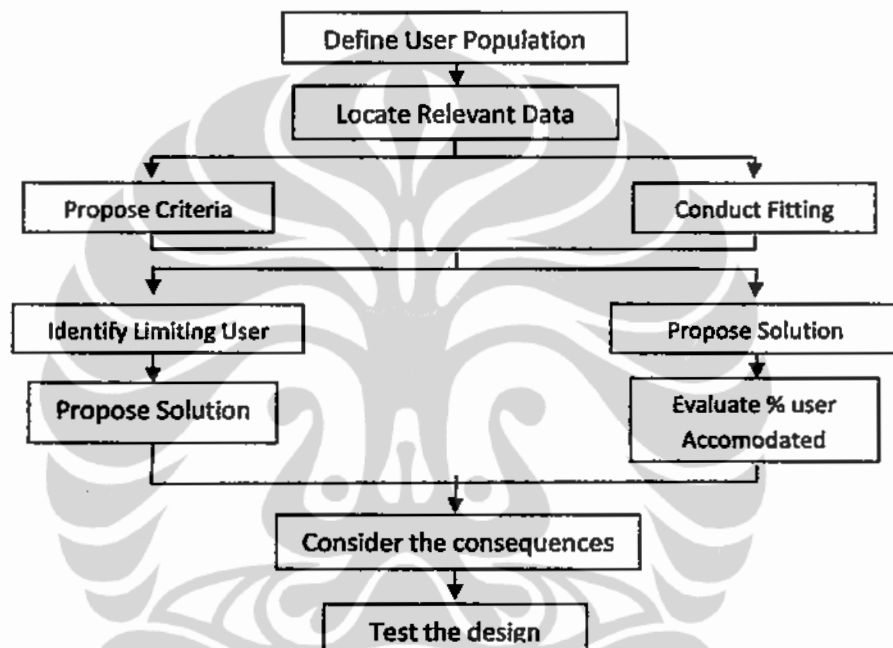 Define User Population
Locate Relevant Data
Propose Criteria
Conduct Fitting
Identify Limiting User
Propose Solution
Propose Solution
Evaluate % user
Accomodated
Consider the consequences
Test the design